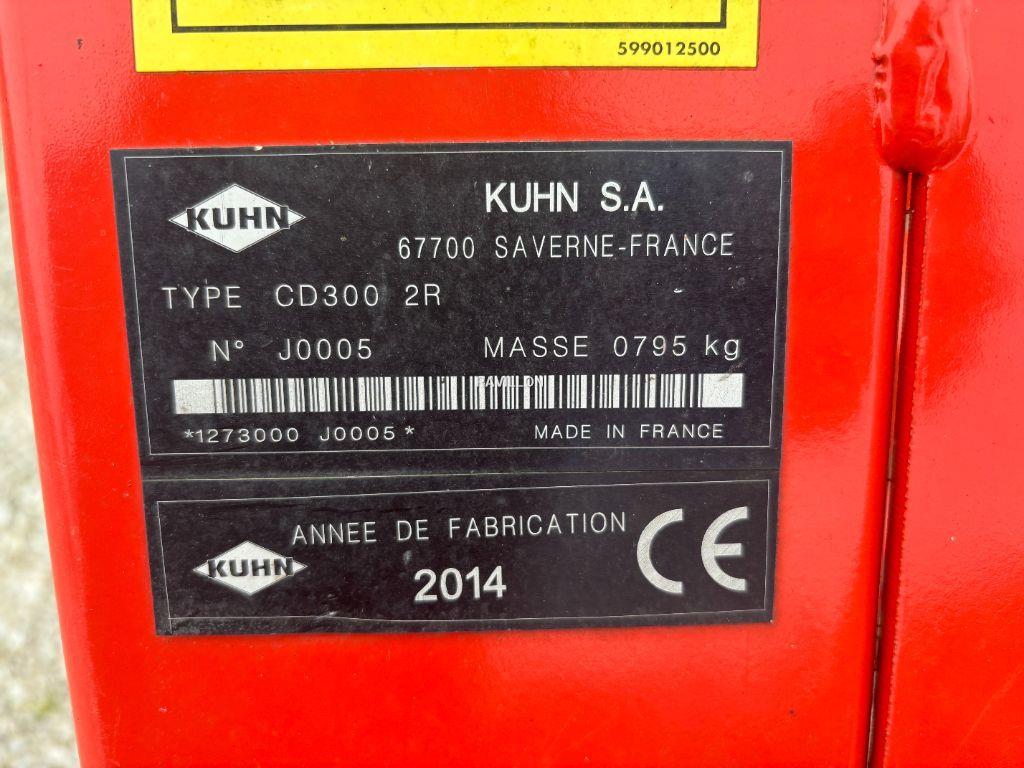 599012500
KUHN
KUHN S.A.
67700 SAVERNE-FRANCE
TYPE CD300 2R
N° J0005 MASSE 0795 kg
RAVILLON
*1273000 J0005*
MADE IN FRANCE
ANNEE DE FABRICATION
KUHN
2014
CE